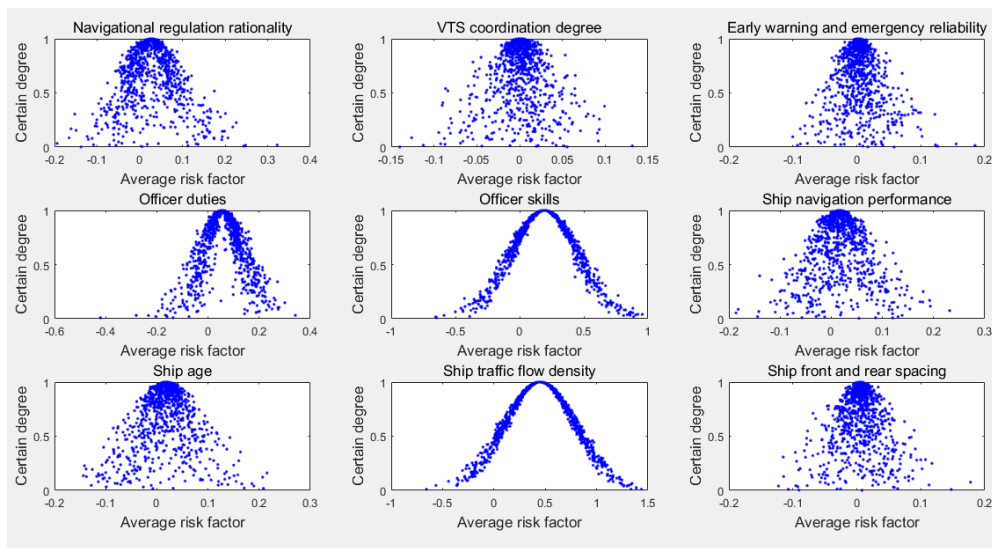 Navigational regulation rationality
VTS coordination degree
Early warning and emergency reliability
1
0.5
0
Certain degree
-0.2 -0.1 0 0.1 0.2 0.3 0.4
Average risk factor
1
0.5
0
Certain degree
-0.14 -0.1 -0.05 0 0.05 0.1 0.15
Average risk factor
1
0.5
0
Certain degree
-0.2 -0.1 0 0.1 0.2
Average risk factor
Officer duties
Officer skills
Ship navigation performance
1
0.5
0
Certain degree
-0.6 -0.4 -0.2 0 0.2 0.4
Average risk factor
1
0.5
0
Certain degree
-1 -0.5 0 0.5 1
Average risk factor
1
0.5
0
Certain degree
-0.2 -0.1 0 0.1 0.2 0.3
Average risk factor
Ship age
Ship traffic flow density
Ship front and rear spacing
1
0.5
0
Certain degree
-0.2 -0.1 0 0.1 0.2 0.3
Average risk factor
1
0.5
0
Certain degree
-1 -0.5 0 0.5 1 1.5
Average risk factor
1
0.5
0
Certain degree
-0.2 -0.1 0 0.1 0.2
Average risk factor